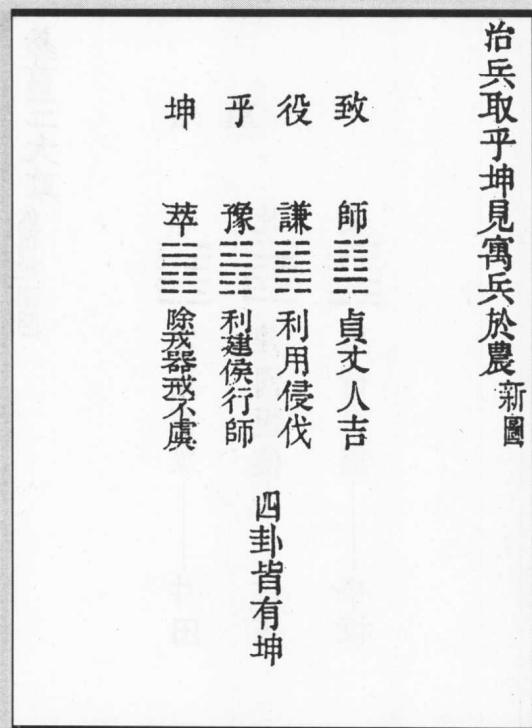 治兵取乎坤見寓兵於農新圖
致　師　貞丈人吉
役　謙　利用侵伐
乎　豫　利建侯行師
坤　萃　除戎器戒不虞
四卦皆有坤